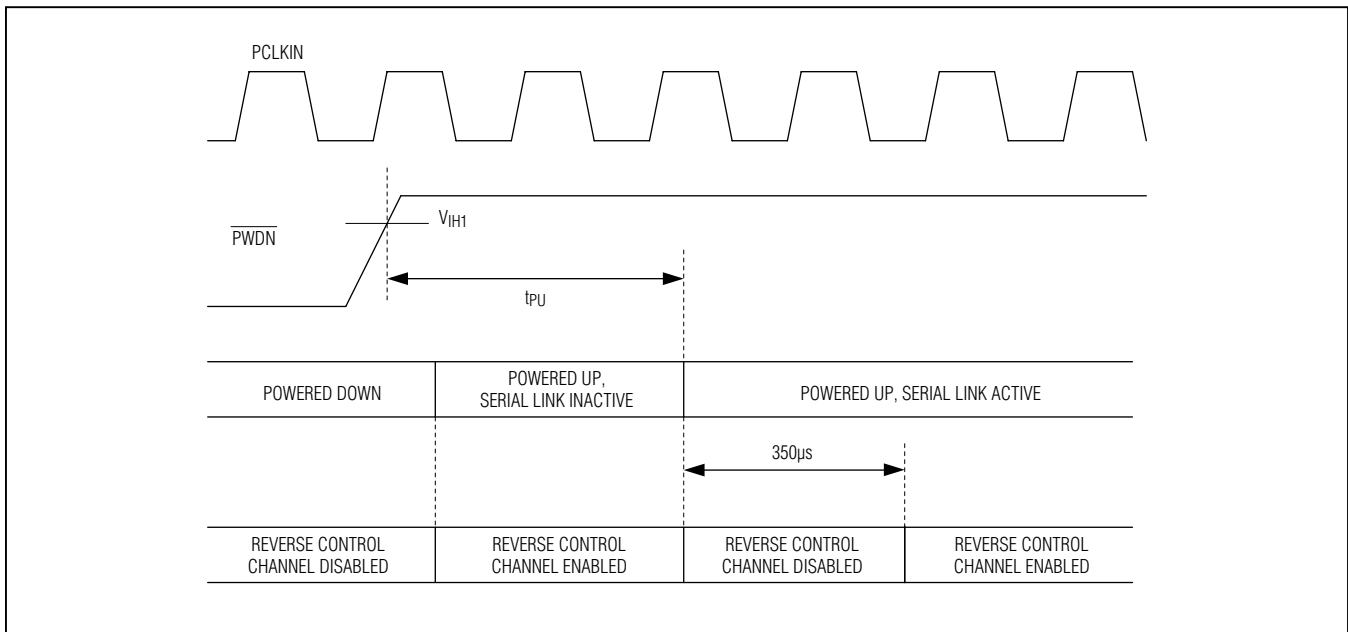 PCLKIN
VIH1
PWDN
tPU
POWERED DOWN
POWERED UP,
SERIAL LINK INACTIVE
POWERED UP, SERIAL LINK ACTIVE
350µs
REVERSE CONTROL
CHANNEL DISABLED
REVERSE CONTROL
CHANNEL ENABLED
REVERSE CONTROL
CHANNEL DISABLED
REVERSE CONTROL
CHANNEL ENABLED